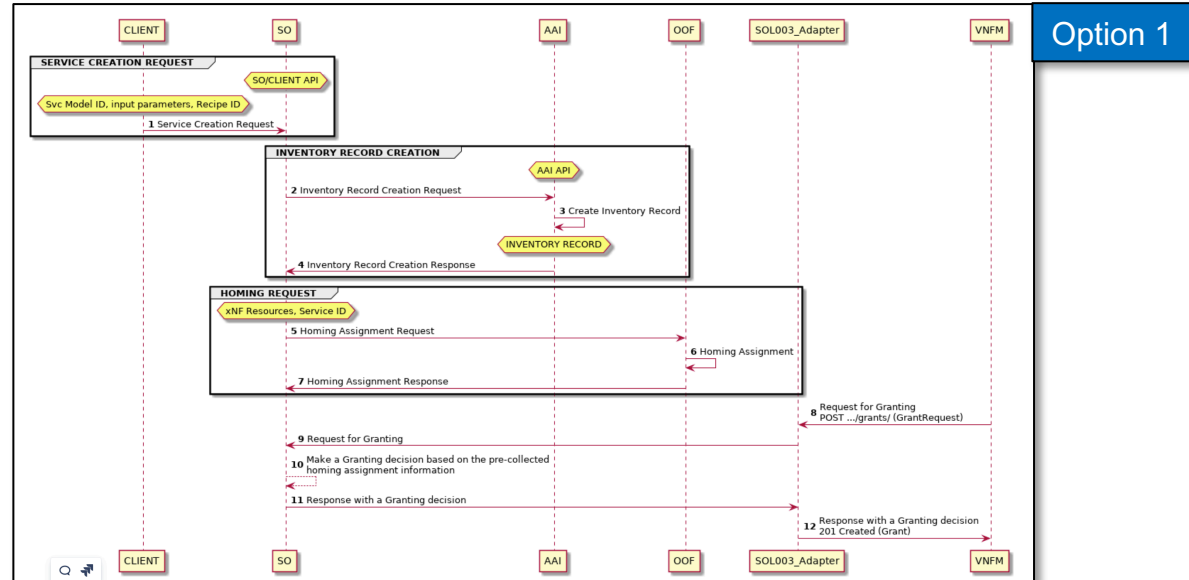 CLIENT SO AAI OOF SOL003_Adapter VNFM
Option 1
SERVICE CREATION REQUEST
SO/CLIENT API
Svc Model ID, input parameters, Recipe ID
1 Service Creation Request
INVENTORY RECORD CREATION
AAI API
2 Inventory Record Creation Request
3 Create Inventory Record
INVENTORY RECORD
4 Inventory Record Creation Response
HOMING REQUEST
xNF Resources, Service ID
5 Homing Assignment Request
6 Homing Assignment
7 Homing Assignment Response
8 Request for Granting
POST .../grants/ (GrantRequest)
9 Request for Granting
10 Make a Granting decision based on the pre-collected
homing assignment information
11 Response with a Granting decision
12 Response with a Granting decision
201 Created (Grant)
CLIENT SO AAI OOF SOL003_Adapter VNFM